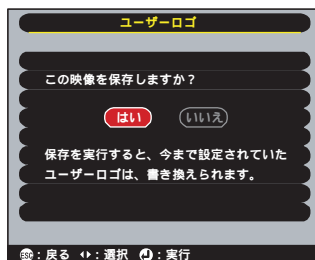 ユーザーロゴ
この映像を保存しますか？
はい いいえ
保存を実行すると、今まで設定されていた
ユーザーロゴは、書き換えられます。
ESC：戻る ：選択 ：実行